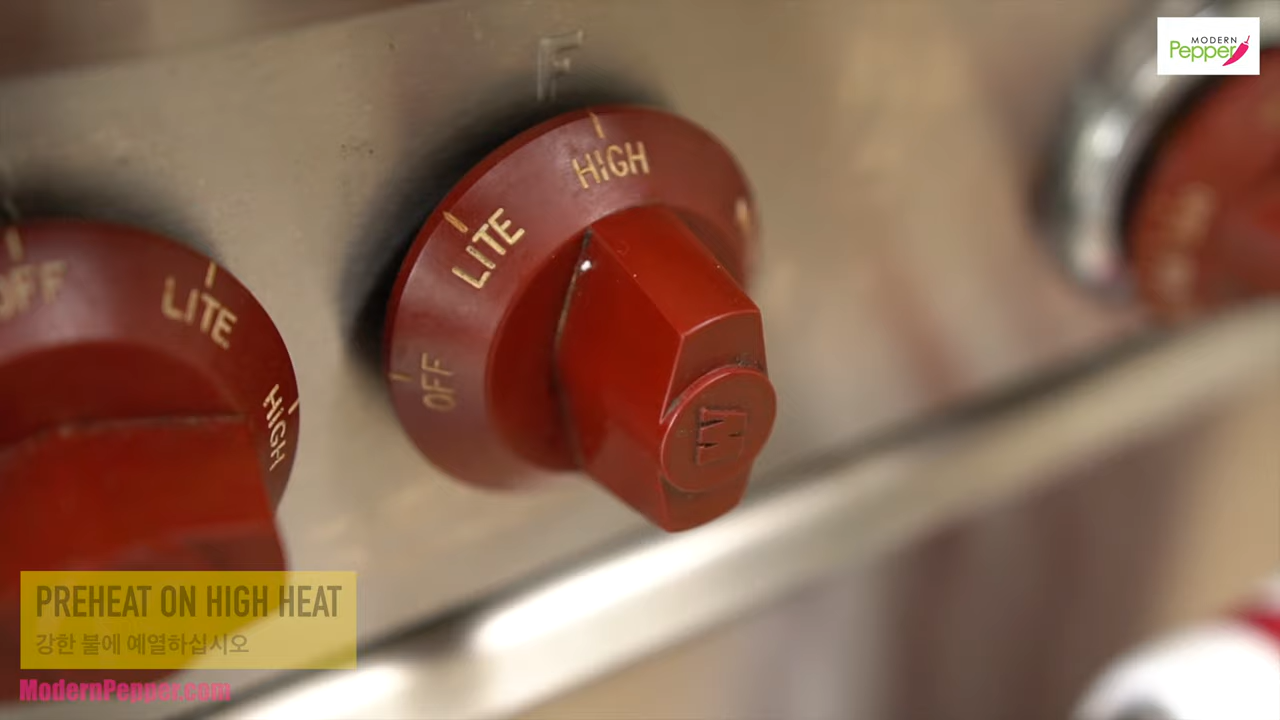 MODERN
Pepper
F
HIGH
LITE
OFF
OFF
LITE
HIGH
PREHEAT ON HIGH HEAT
강한 불에 예열하십시오
ModernPepper.com